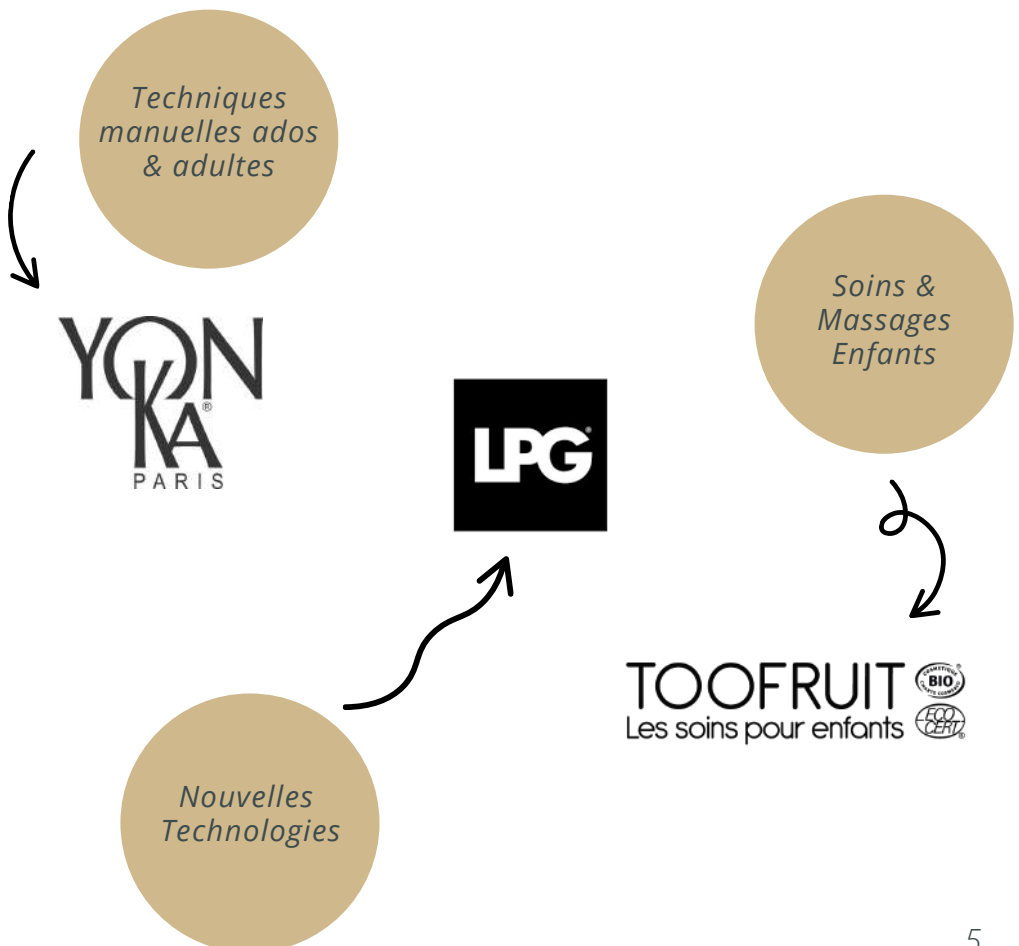 Techniques
manuelles ados
& adultes
YON
KA®
PARIS
Soins &
Massages
Enfants
LPG®
TOOFRUIT
Les soins pour enfants
COSMETIQUE
BIO
ECO
CERT®
Nouvelles
Technologies
5